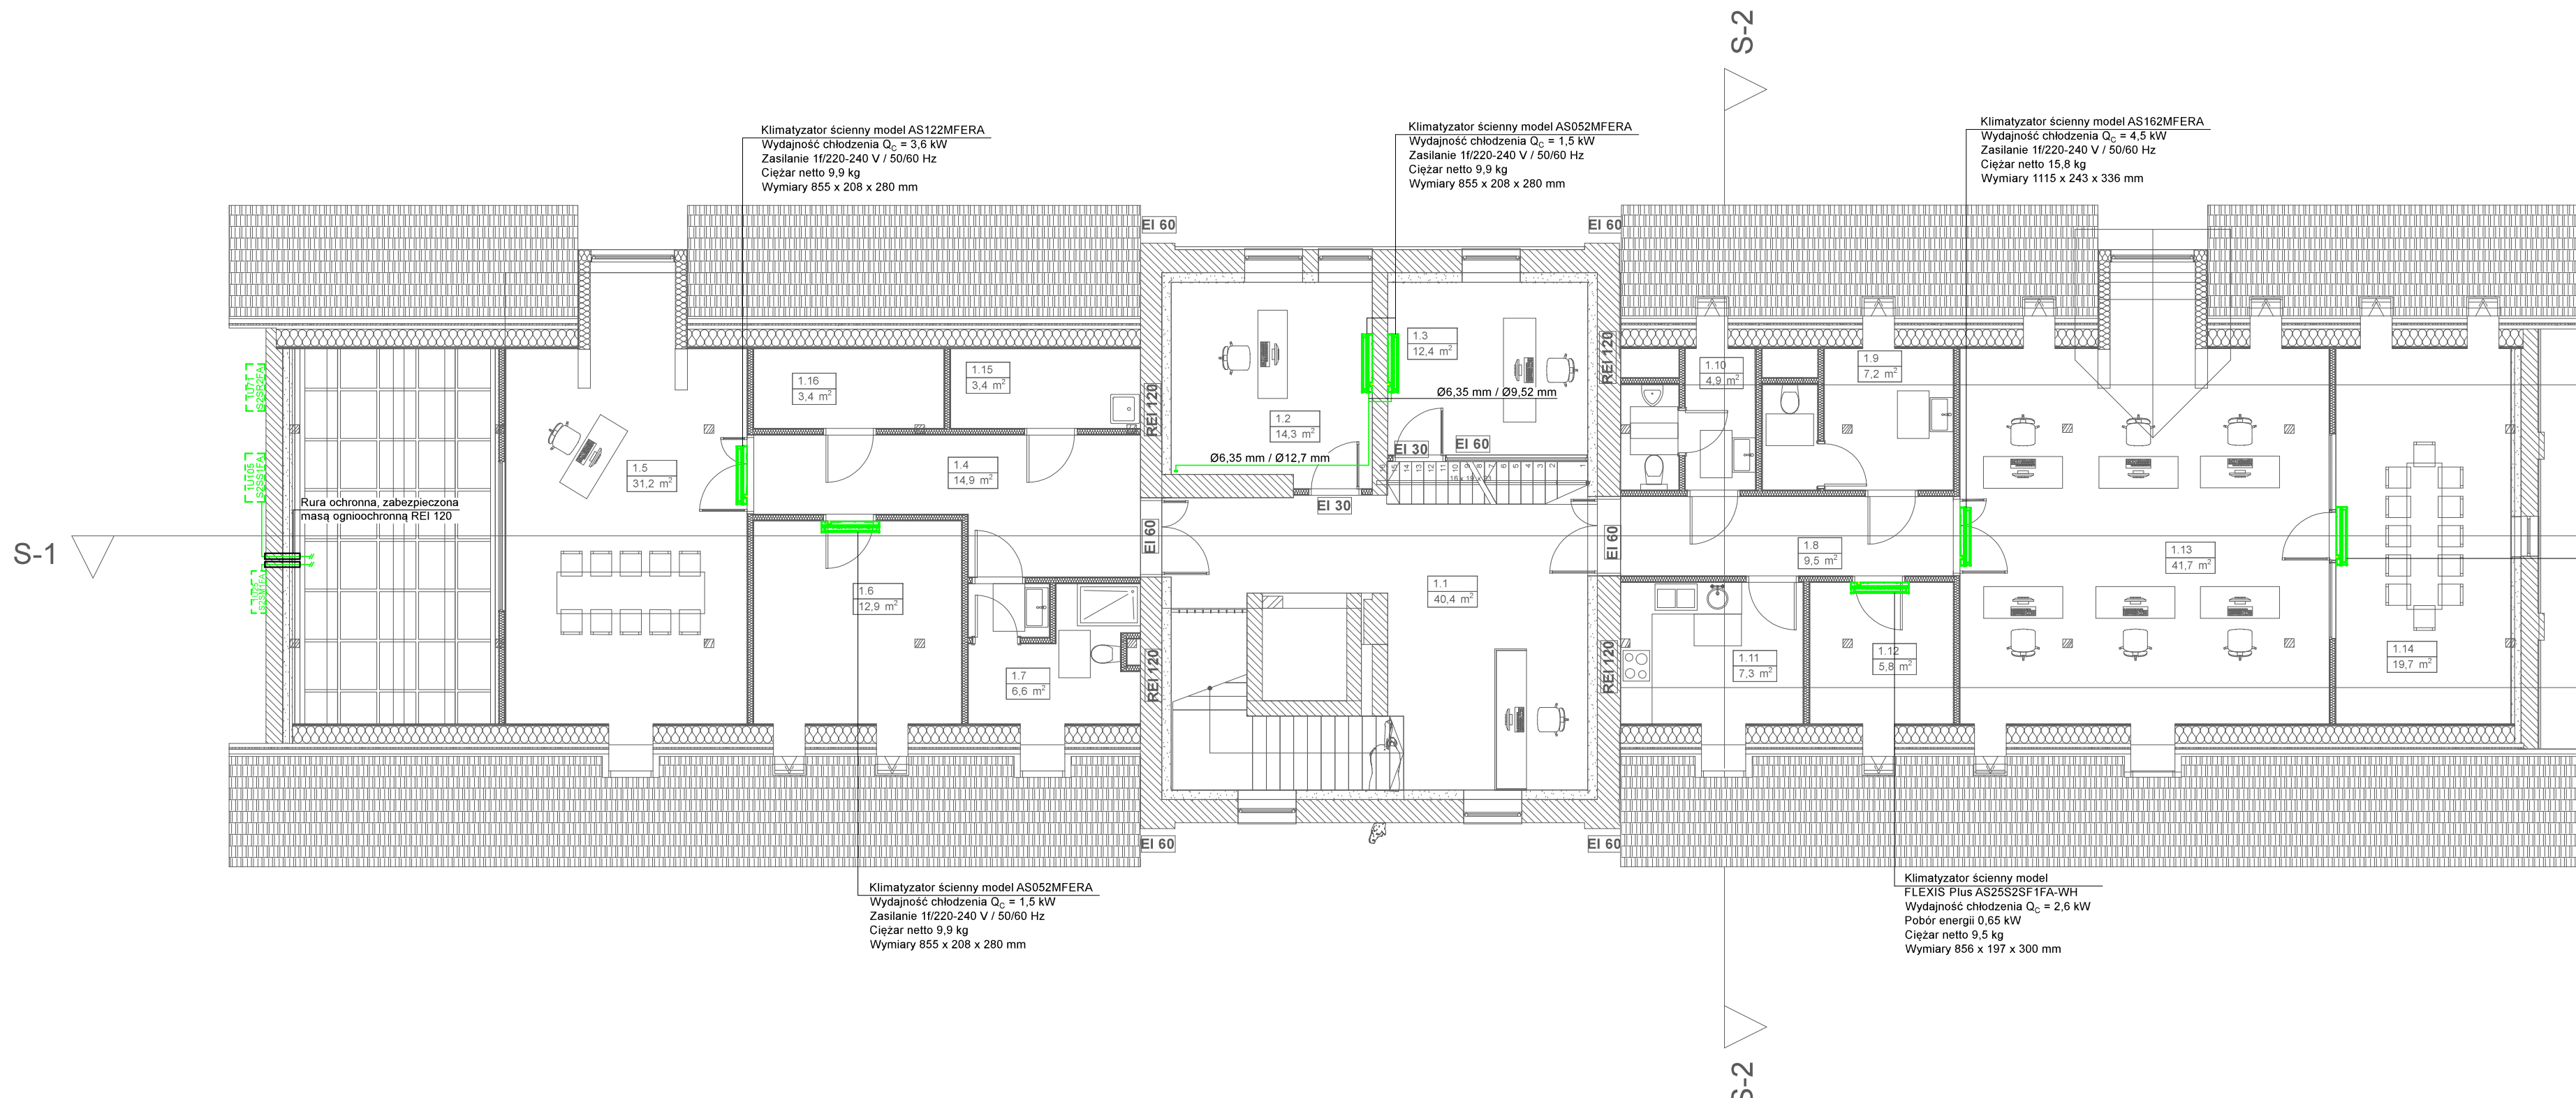 S-2
Klimatyzator ścienny model AS122MFERA
Wydajność chłodzenia QC = 3,6 kW
Zasilanie 1f/220-240 V / 50/60 Hz
Ciężar netto 9,9 kg
Wymiary 855 x 208 x 280 mm
Klimatyzator ścienny model AS052MFERA
Wydajność chłodzenia QC = 1,5 kW
Zasilanie 1f/220-240 V / 50/60 Hz
Ciężar netto 9,9 kg
Wymiary 855 x 208 x 280 mm
Klimatyzator ścienny model AS162MFERA
Wydajność chłodzenia QC = 4,5 kW
Zasilanie 1f/220-240 V / 50/60 Hz
Ciężar netto 15,8 kg
Wymiary 1115 x 243 x 336 mm
EI 60
EI 60
1.16
3,4 m²
1.15
3,4 m²
1.3
12,4 m²
REI 120
REI 120
1.10
4,9 m²
1.9
7,2 m²
Ø6,35 mm / Ø9,52 mm
1.2
14,3 m²
EI 30
EI 60
Ø6,35 mm / Ø12,7 mm
1.5
31,2 m²
1.4
14,9 m²
1U105
S2SS1FA
Rura ochronna, zabezpieczona
masą ognioochronną REI 120
EI 30
S-1
EI 60
EI 60
1.8
9,5 m²
1.13
41,7 m²
1.6
12,9 m²
1.1
40,4 m²
1.7
6,6 m²
REI 120
REI 120
1.11
7,3 m²
1.12
5,8 m²
1.14
19,7 m²
EI 60
EI 60
Klimatyzator ścienny model AS052MFERA
Wydajność chłodzenia QC = 1,5 kW
Zasilanie 1f/220-240 V / 50/60 Hz
Ciężar netto 9,9 kg
Wymiary 855 x 208 x 280 mm
Klimatyzator ścienny model
FLEXIS Plus AS25S2SF1FA-WH
Wydajność chłodzenia QC = 2,6 kW
Pobór energii 0,65 kW
Ciężar netto 9,5 kg
Wymiary 856 x 197 x 300 mm
S-2